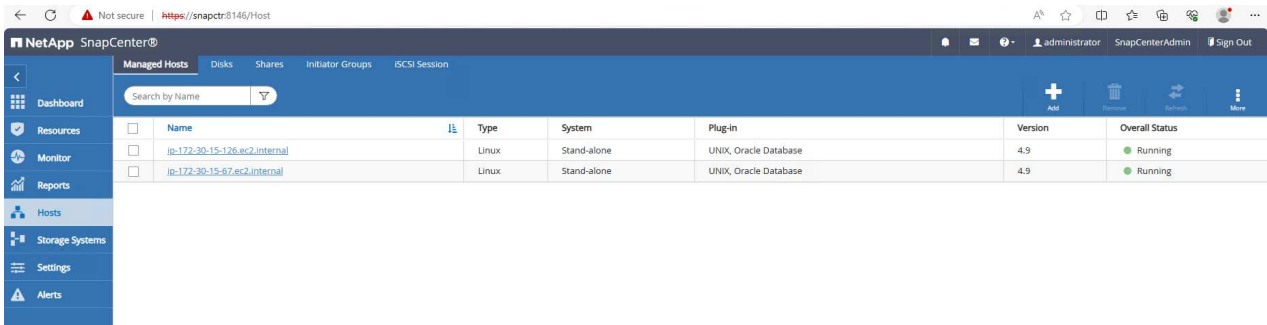 Not secure | https://snapctr:8146/Host
NetApp SnapCenter®
administrator SnapCenterAdmin Sign Out
Managed Hosts Disks Shares Initiator Groups iSCSI Session
Search by Name
Add Remove Refresh More
Dashboard
Resources
Monitor
Reports
Hosts
Storage Systems
Settings
Alerts
Name Type System Plug-in Version Overall Status
ip-172-30-15-126.ec2.internal Linux Stand-alone UNIX, Oracle Database 4.9 Running
ip-172-30-15-67.ec2.internal Linux Stand-alone UNIX, Oracle Database 4.9 Running